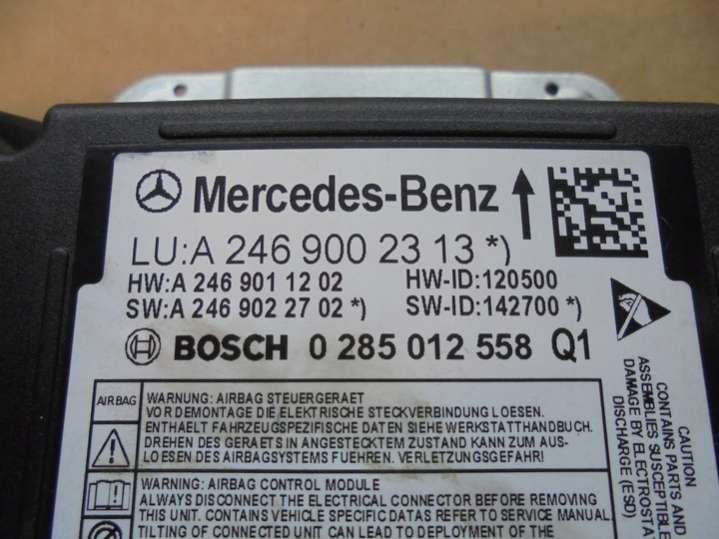 Mercedes-Benz
LU:A 246 900 23 13 *)
HW:A 246 901 12 02 HW-ID:120500
SW:A 246 902 27 02 *) SW-ID:142700 *)
BOSCH 0 285 012 558 Q1
AIRBAG
WARNUNG: AIRBAG STEUERGERAET
VOR DEMONTAGE DIE ELEKTRISCHE STECKVERBINDUNG LOESEN.
ENTHAELT FAHRZEUGSPEZIFISCHE DATEN SIEHE WERKSTATTHANDBUCH.
DREHEN DES GERAETS IN ANGESTECKTEM ZUSTAND KANN ZUM AUS-
LOESEN DES AIRBAGSYSTEMS FUEHREN. VERLETZUNGSGEFAHR!
WARNING: AIRBAG CONTROL MODULE
ALWAYS DISCONNECT THE ELECTRICAL CONNECTOR BEFORE REMOVING
THIS UNIT. CONTAINS VEHICLE SPECIFIC DATAS REFER TO SERVICE MANUAL.
TILTING OF CONNECTED UNIT CAN LEAD TO DEPLOYMENT OF THE
CAUTION
CONTAINS PARTS AND
ASSEMBLIES SUSCEPTIBLE
DAMAGE BY ELECTROSTA
DISCHARGE (ESD)